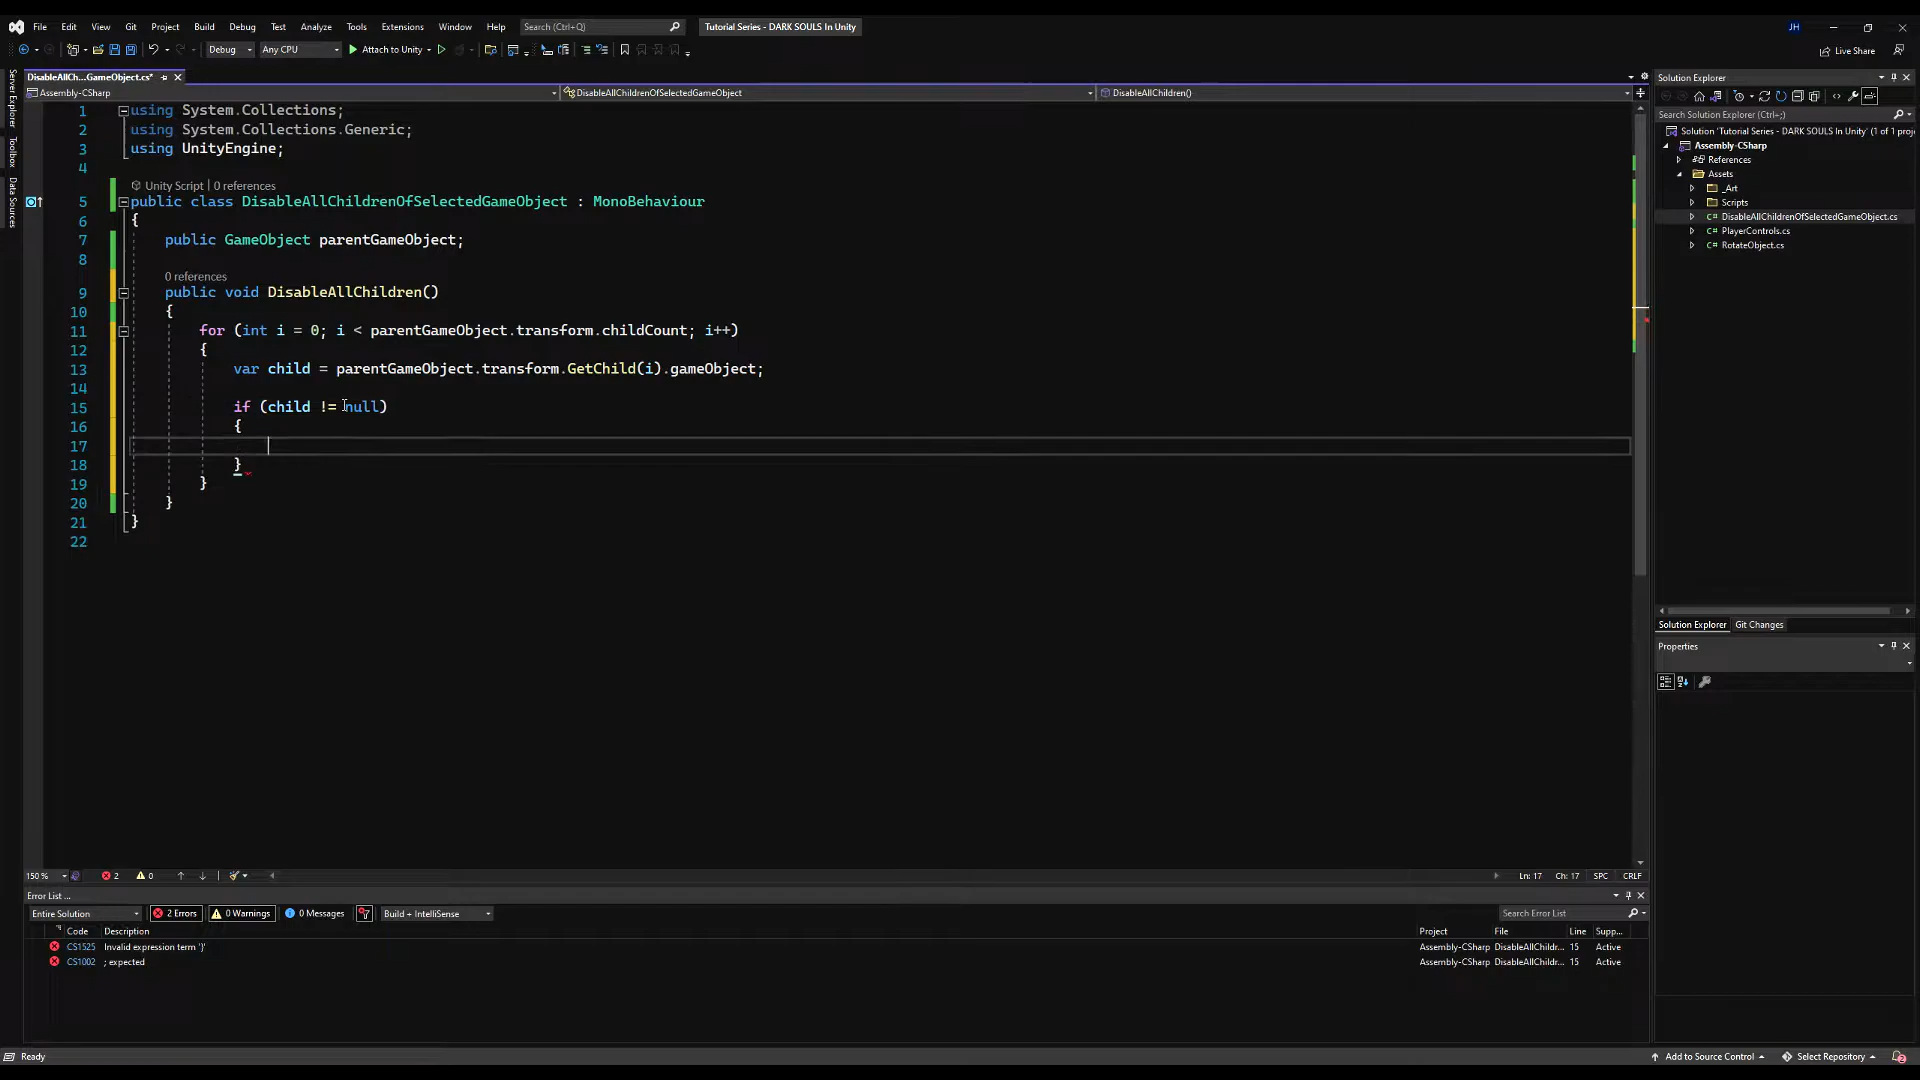 File Edit View Git Project Build Debug Test Analyze Tools Extensions Window Help Search (Ctrl+Q) Tutorial Series - DARK SOULS In Unity JH
Debug Any CPU Attach to Unity Live Share
DisableAllCh...GameObject.cs*
Assembly-CSharp DisableAllChildrenOfSelectedGameObject DisableAllChildren()
Server Explorer
Toolbox
Data Sources
1 using System.Collections;
2 using System.Collections.Generic;
3 using UnityEngine;
4
Unity Script | 0 references
5 public class DisableAllChildrenOfSelectedGameObject : MonoBehaviour
6 {
7 public GameObject parentGameObject;
8
0 references
9 public void DisableAllChildren()
10 {
11 for (int i = 0; i < parentGameObject.transform.childCount; i++)
12 {
13 var child = parentGameObject.transform.GetChild(i).gameObject;
14
15 if (child != null)
16 {
17
18 }
19 }
20 }
21 }
22
150 % 2 0 Ln: 17 Ch: 17 SPC CRLF
Error List ...
Entire Solution 2 Errors 0 Warnings 0 Messages Build + IntelliSense Search Error List
Code Description Project File Line Supp...
CS1525 Invalid expression term '}' Assembly-CSharp DisableAllChildr... 15 Active
CS1002 ; expected Assembly-CSharp DisableAllChildr... 15 Active
Solution Explorer
Search Solution Explorer (Ctrl+;)
Solution 'Tutorial Series - DARK SOULS In Unity' (1 of 1 proj
Assembly-CSharp
References
Assets
_Art
Scripts
DisableAllChildrenOfSelectedGameObject.cs
PlayerControls.cs
RotateObject.cs
Solution Explorer Git Changes
Properties
Ready Add to Source Control Select Repository 2